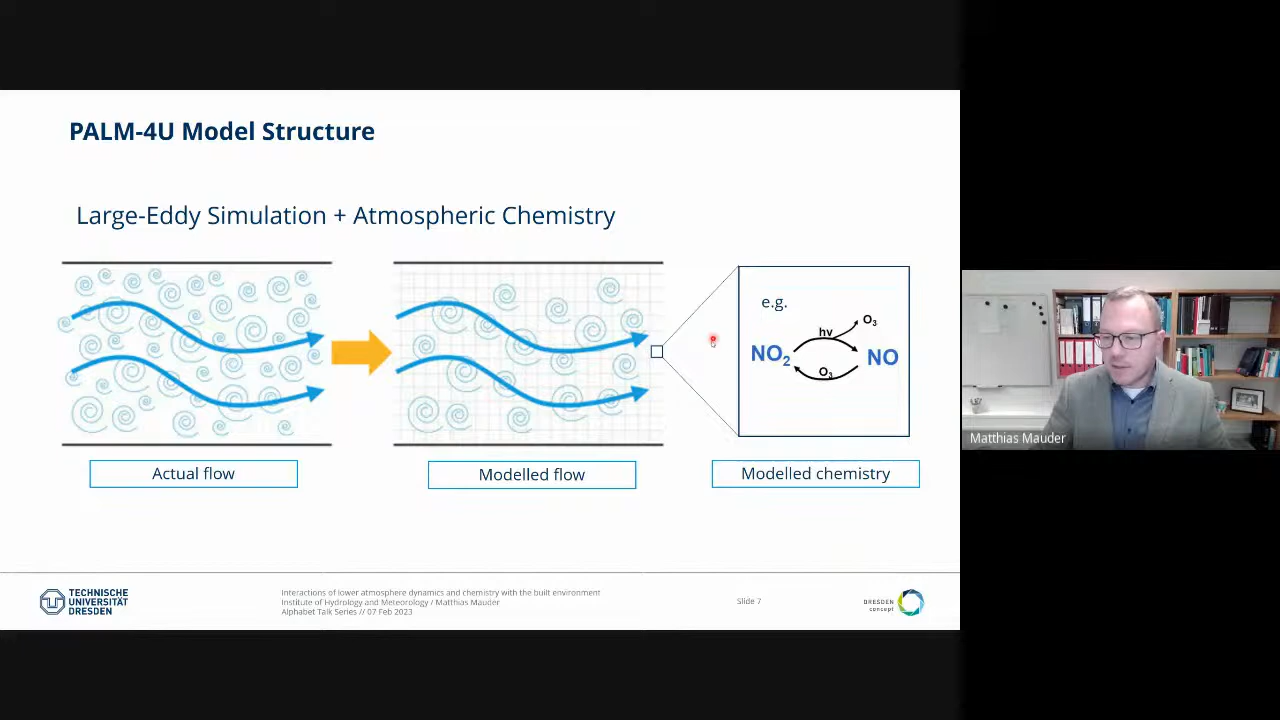 PALM-4U Model Structure
Large-Eddy Simulation + Atmospheric Chemistry
e.g.
hv
O₃
NO₂
NO
O₃
Actual flow
Modelled flow
Modelled chemistry
Matthias Mauder
TECHNISCHE
UNIVERSITÄT
DRESDEN
Interactions of lower atmosphere dynamics and chemistry with the built environment
Institute of Hydrology and Meteorology / Matthias Mauder
Alphabet Talk Series // 07 Feb 2023
Slide 7
DRESDEN
concept